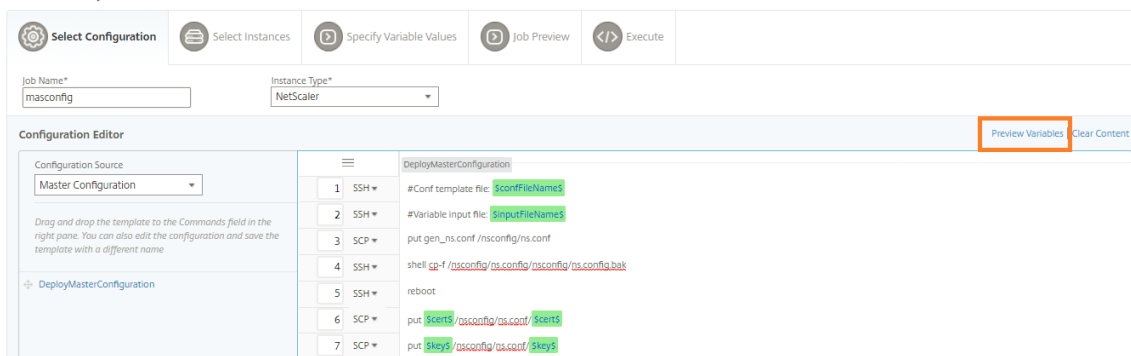 Select Configuration
Select Instances
Specify Variable Values
Job Preview
Execute
Job Name*
Instance Type*
masconfig
NetScaler
Configuration Editor
Preview Variables
Clear Content
Configuration Source
Master Configuration
Drag and drop the template to the Commands field in the
right pane. You can also edit the configuration and save the
template with a different name
DeployMasterConfiguration
DeployMasterConfiguration
1 SSH #Conf template file: $confFileName$
2 SSH #Variable input file: $inputFileName$
3 SCP put gen_ns.conf /nsconfig/ns.conf
4 SSH shell cp-f /nsconfig/ns.config/nsconfig/ns.config.bak
5 SSH reboot
6 SCP put $cert$ /nsconfig/ns.conf/ $cert$
7 SCP put $key$ /nsconfig/ns.conf/ $key$